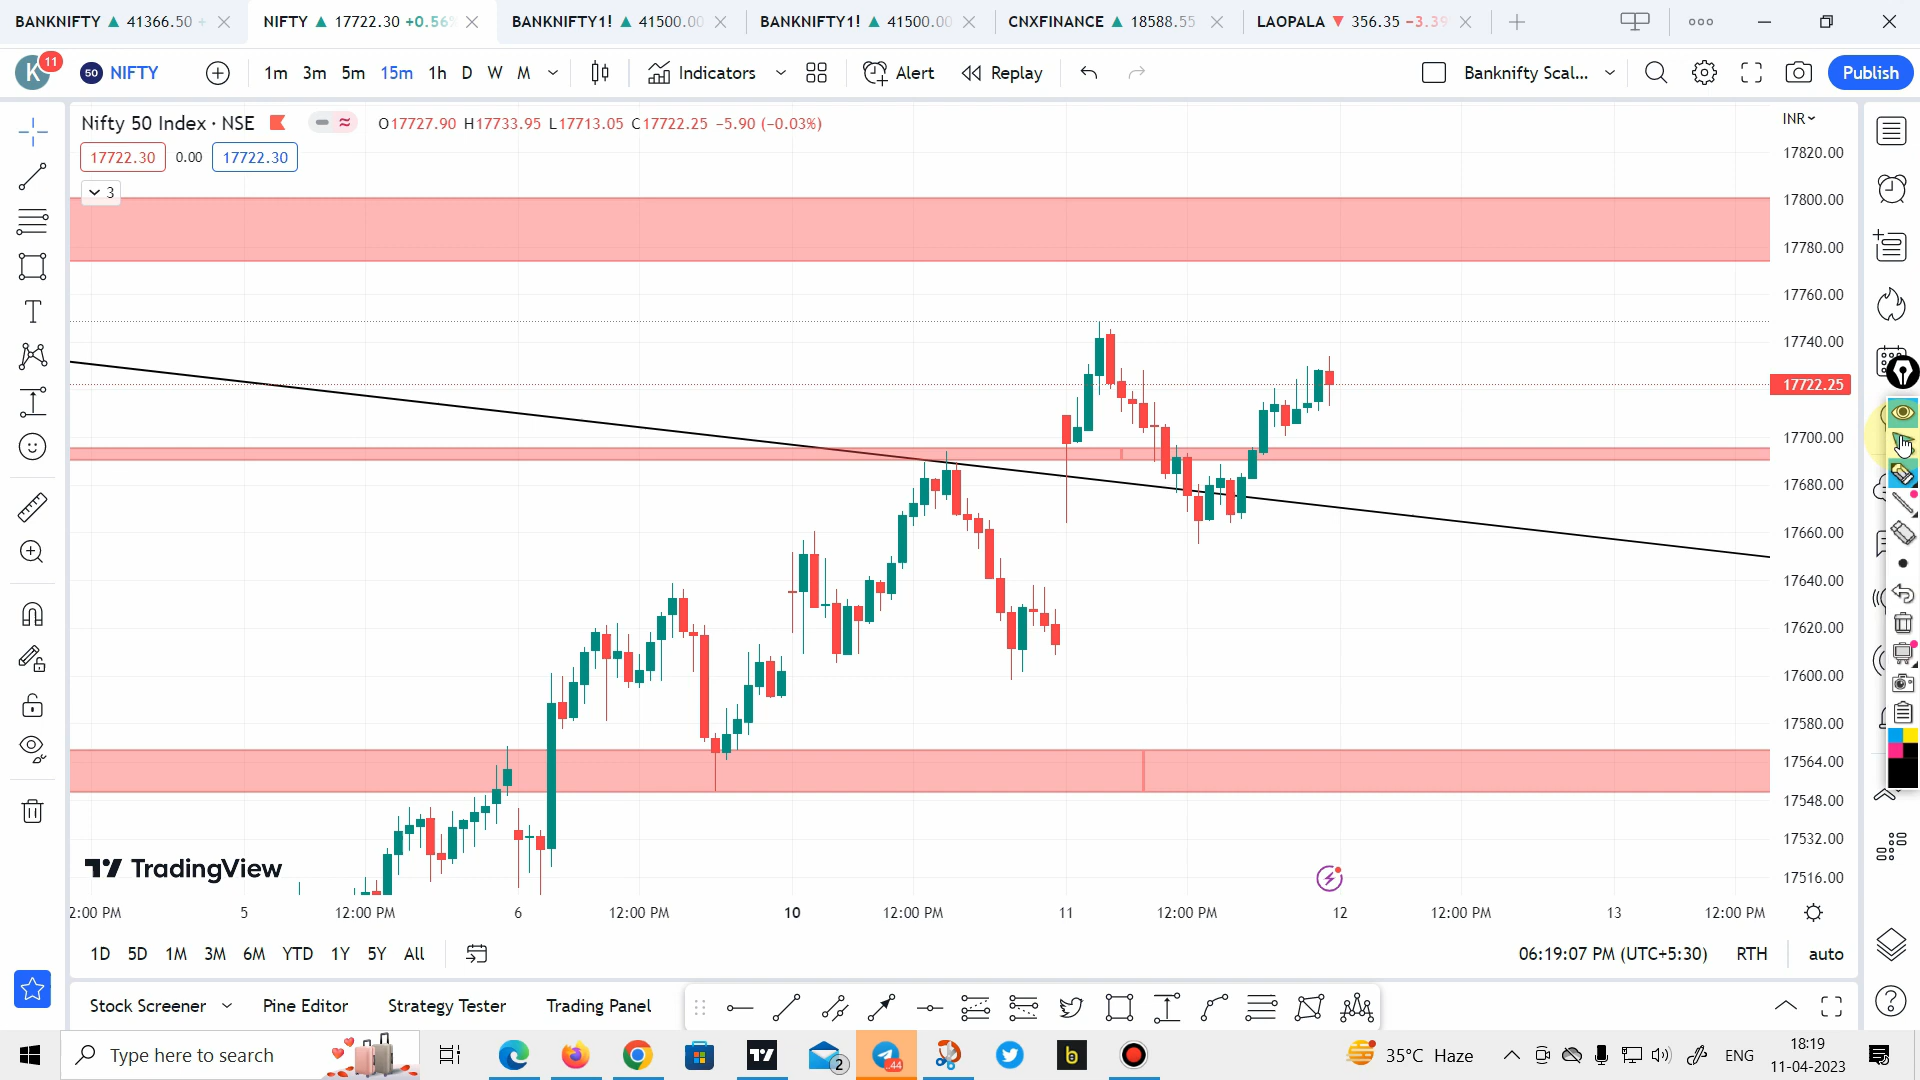 BANKNIFTY ▲ 41366.50 +
NIFTY ▲ 17722.30 +0.56%
BANKNIFTY1! ▲ 41500.00
BANKNIFTY1! ▲ 41500.00
CNXFINANCE ▲ 18588.55
LAOPALA ▼ 356.35 −3.39
K 11
50 NIFTY
1m 3m 5m 15m 1h D W M
Indicators
Alert
Replay
Banknifty Scal...
Publish
Nifty 50 Index · NSE
O17727.90 H17733.95 L17713.05 C17722.25 −5.90 (−0.03%)
INR
17722.30 0.00 17722.30
3
17820.00
17800.00
17780.00
17760.00
17740.00
17722.25
17700.00
17680.00
17660.00
17640.00
17620.00
17600.00
17580.00
17564.00
17548.00
17532.00
17516.00
TradingView
2:00 PM 5 12:00 PM 6 12:00 PM 10 12:00 PM 11 12:00 PM 12 12:00 PM 13 12:00 PM
1D 5D 1M 3M 6M YTD 1Y 5Y All
06:19:07 PM (UTC+5:30) RTH auto
Stock Screener Pine Editor Strategy Tester Trading Panel
Type here to search
2
44
35°C Haze
ENG
18:19
11-04-2023